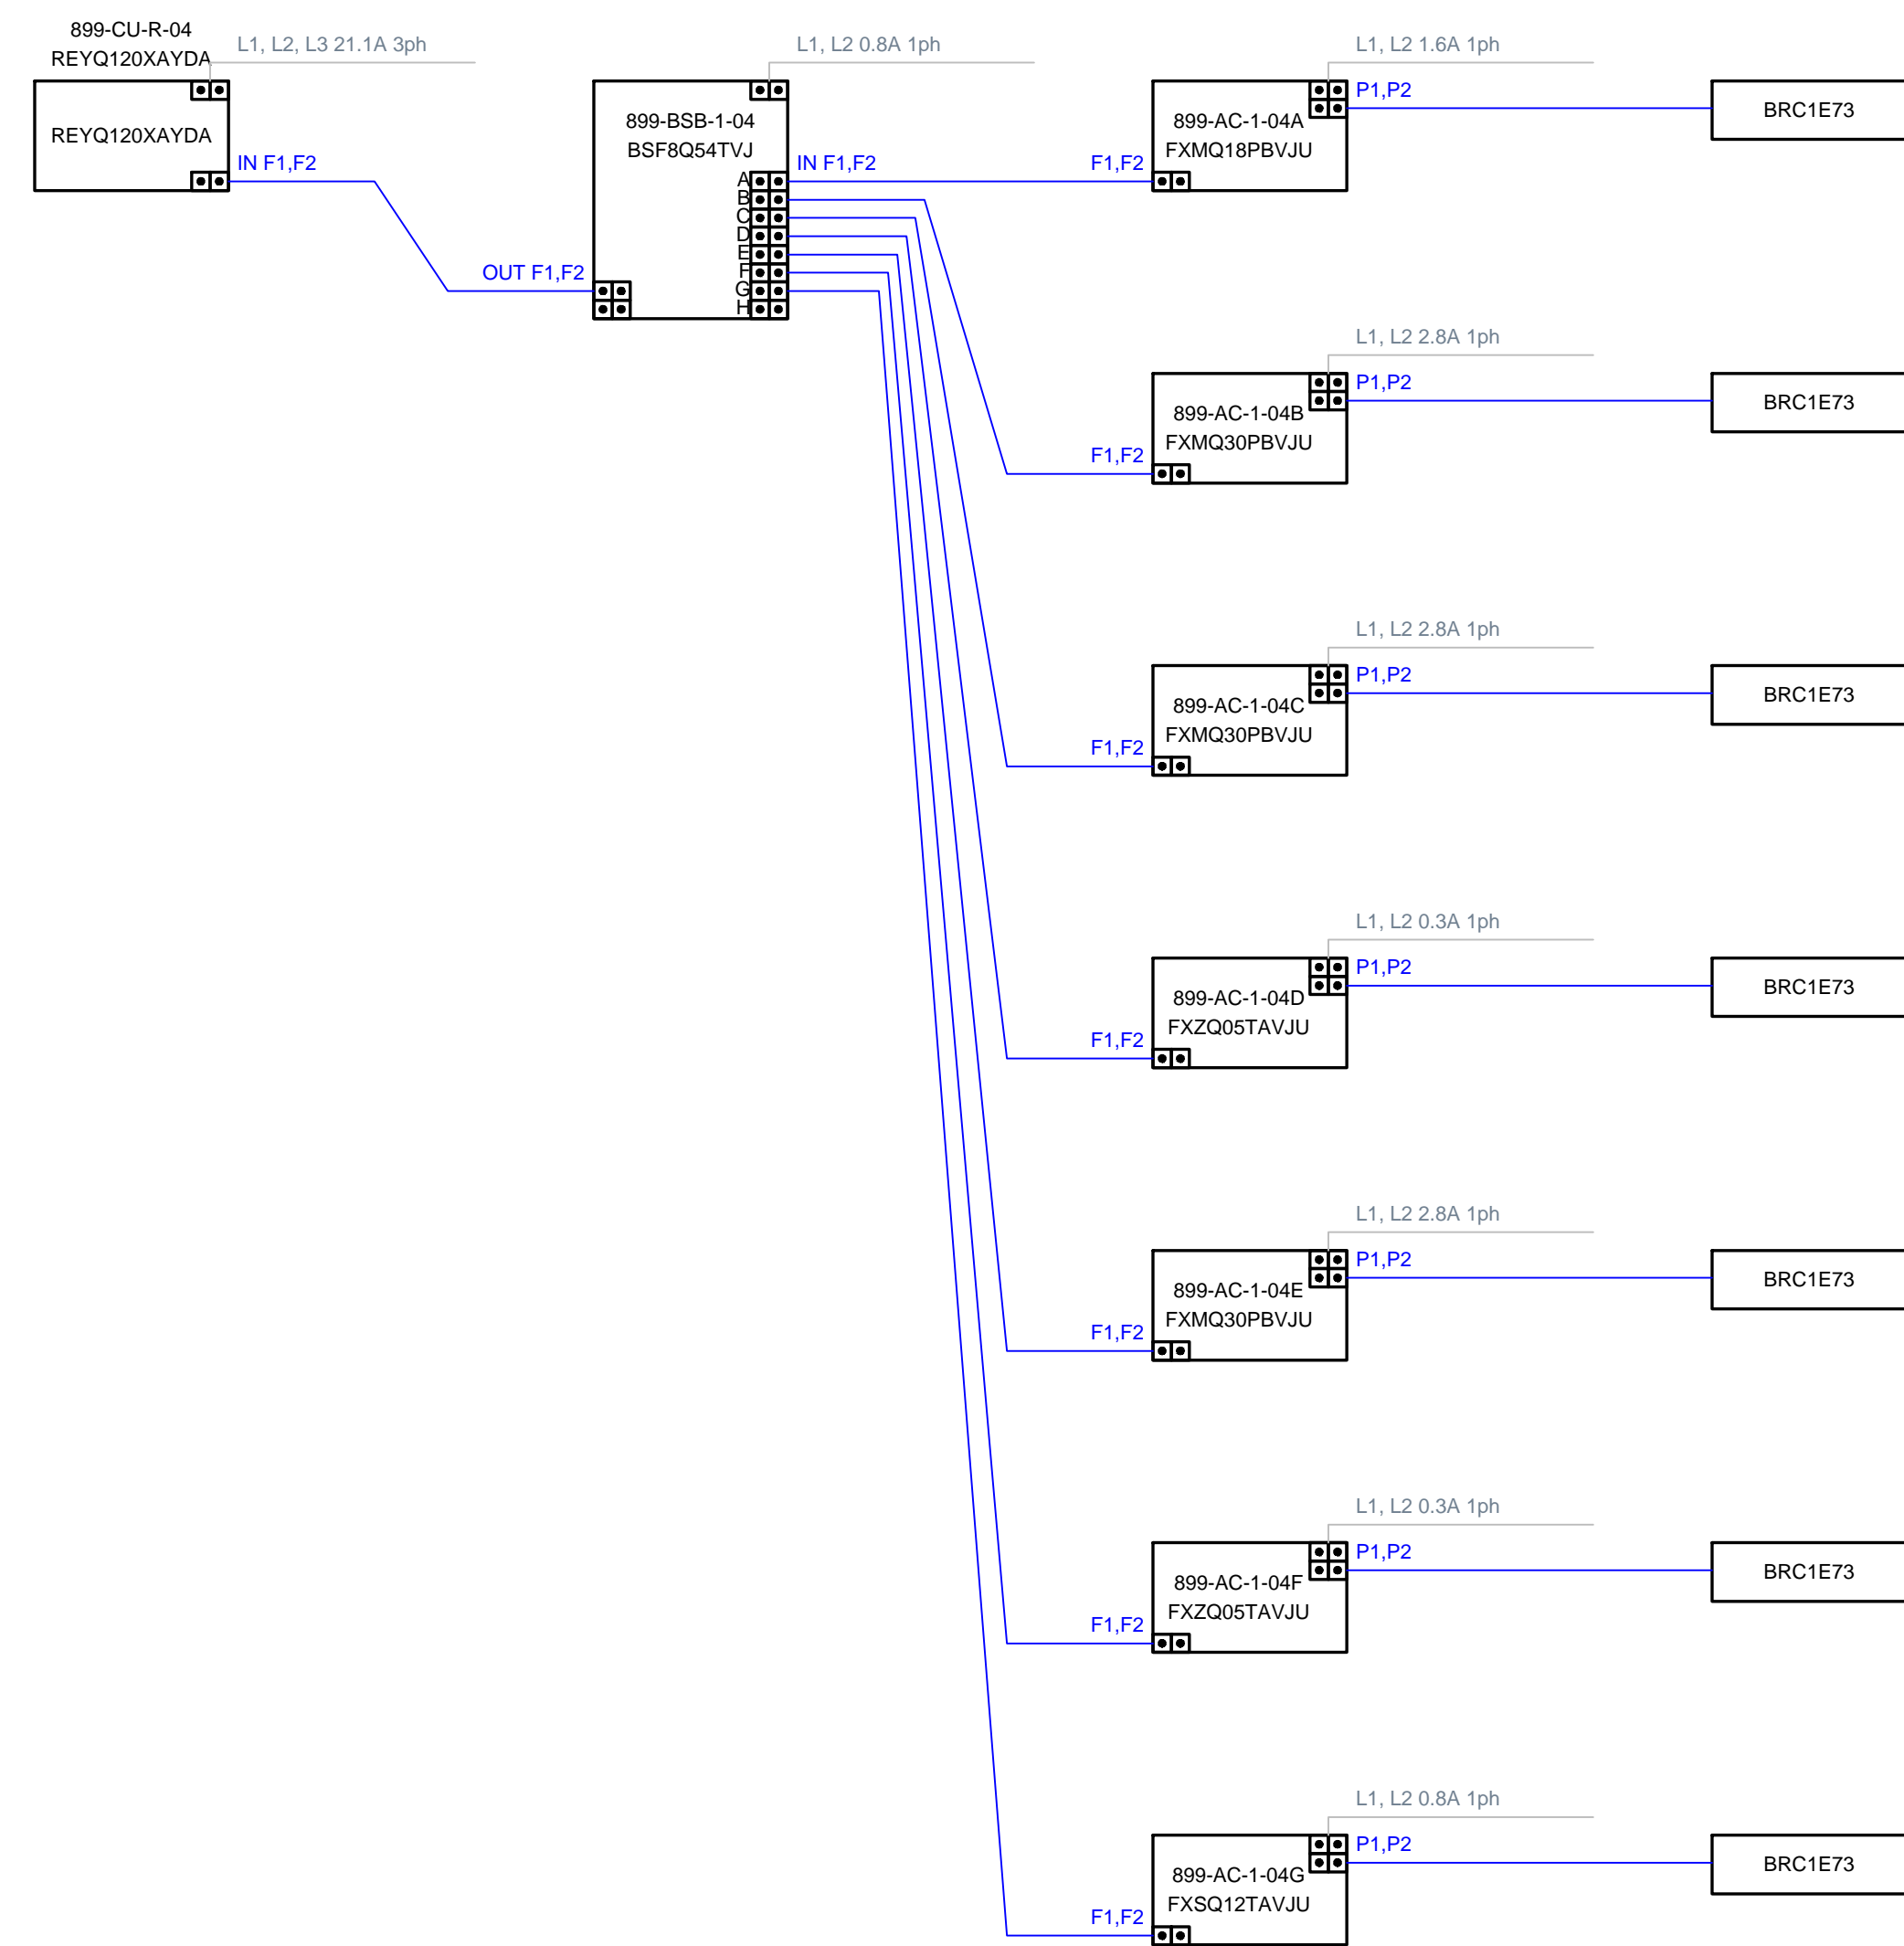 899-CU-R-04
REYQ120XAYDA
L1, L2, L3 21.1A 3ph
REYQ120XAYDA
IN F1,F2
L1, L2 0.8A 1ph
899-BSB-1-04
BSF8Q54TVJ
OUT F1,F2
A
B
C
D
E
F
G
H
IN F1,F2
L1, L2 1.6A 1ph
P1,P2
899-AC-1-04A
FXMQ18PBVJU
F1,F2
BRC1E73
L1, L2 2.8A 1ph
P1,P2
899-AC-1-04B
FXMQ30PBVJU
F1,F2
BRC1E73
L1, L2 2.8A 1ph
P1,P2
899-AC-1-04C
FXMQ30PBVJU
F1,F2
BRC1E73
L1, L2 0.3A 1ph
P1,P2
899-AC-1-04D
FXZQ05TAVJU
F1,F2
BRC1E73
L1, L2 2.8A 1ph
P1,P2
899-AC-1-04E
FXMQ30PBVJU
F1,F2
BRC1E73
L1, L2 0.3A 1ph
P1,P2
899-AC-1-04F
FXZQ05TAVJU
F1,F2
BRC1E73
L1, L2 0.8A 1ph
P1,P2
899-AC-1-04G
FXSQ12TAVJU
F1,F2
BRC1E73